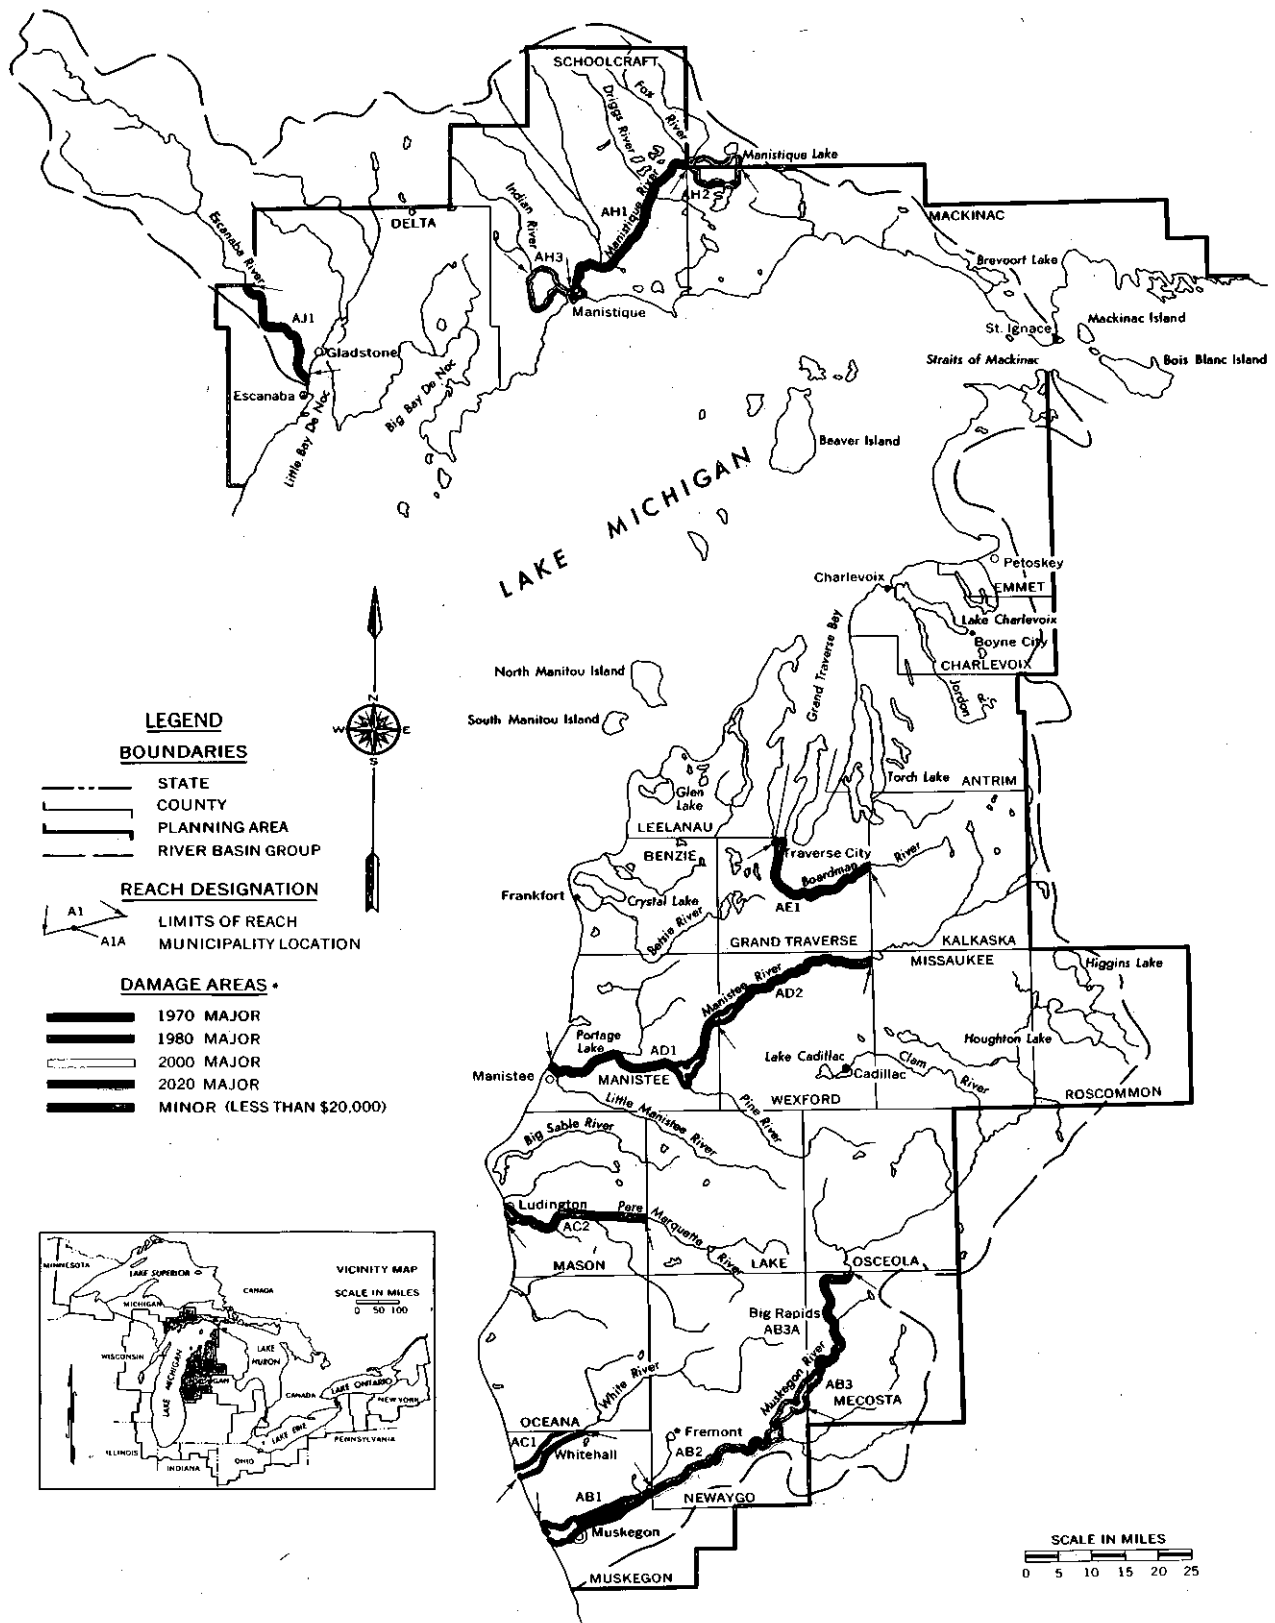 SCHOOLCRAFT
Driggs River
Fox River
Manistique Lake
AH2
Indian River
AH1
Manistique River
MACKINAC
DELTA
Escanaba River
AH3
Brevoort Lake
Manistique
AJ1
St. Ignace
Mackinac Island
Gladstone
Straits of Mackinac
Bois Blanc Island
Escanaba
Little Bay De Noc
Big Bay De Noc
Beaver Island
LAKE MICHIGAN
Petoskey
Charlevoix
EMMET
Lake Charlevoix
Boyne City
CHARLEVOIX
Jordon
Grand Traverse Bay
North Manitou Island
South Manitou Island
N
W E
S
LEGEND
BOUNDARIES
STATE
COUNTY
PLANNING AREA
RIVER BASIN GROUP
REACH DESIGNATION
A1
LIMITS OF REACH
A1A
MUNICIPALITY LOCATION
DAMAGE AREAS
1970 MAJOR
1980 MAJOR
2000 MAJOR
2020 MAJOR
MINOR (LESS THAN $20,000)
Glen Lake
Torch Lake
ANTRIM
LEELANAU
BENZIE
Traverse City
Boardman River
Frankfort
Crystal Lake
AE1
Betsie River
GRAND TRAVERSE
KALKASKA
MISSAUKEE
Higgins Lake
Manistee River
AD2
Portage Lake
AD1
Houghton Lake
Lake Cadillac
Clam River
Cadillac
Manistee
MANISTEE
WEXFORD
ROSCOMMON
Little Manistee River
Pine River
Big Sable River
Ludington
Pere Marquette River
AC2
MASON
LAKE
OSCEOLA
Big Rapids
AB3A
Muskegon River
AB3
MECOSTA
White River
OCEANA
AC1
Whitehall
Fremont
AB2
AB1
NEWAYGO
Muskegon
MUSKEGON
SCALE IN MILES
0 5 10 15 20 25
VICINITY MAP
SCALE IN MILES
0 50 100
MINNESOTA
LAKE SUPERIOR
CANADA
MICHIGAN
WISCONSIN
LAKE MICHIGAN
LAKE HURON
CANADA
LAKE ONTARIO
NEW YORK
LAKE ERIE
PENNSYLVANIA
ILLINOIS
INDIANA
OHIO